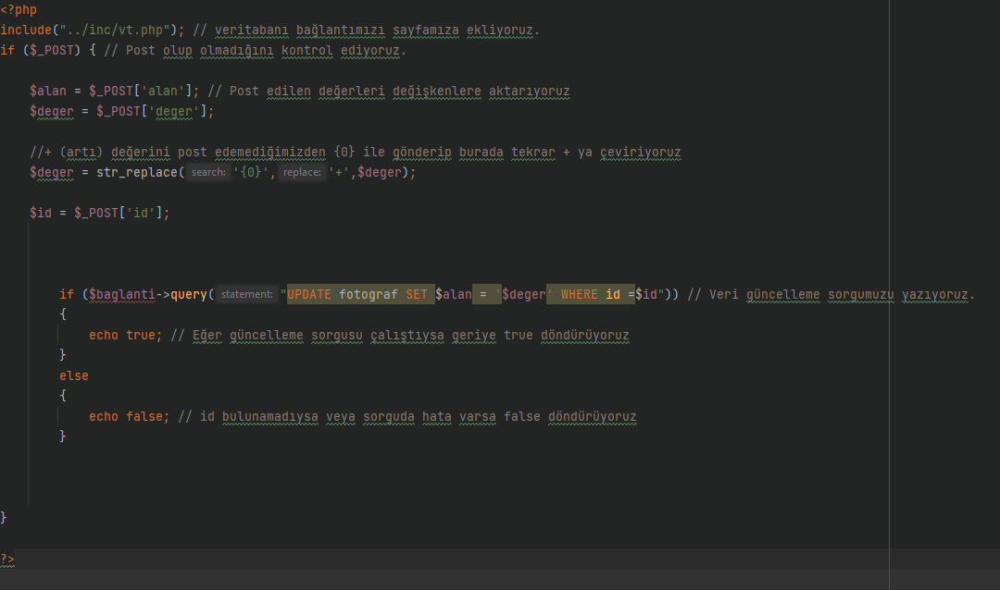 <?php
include("../inc/vt.php"); // veritabanı bağlantımızı sayfamıza ekliyoruz.
if ($_POST) { // Post olup olmadığını kontrol ediyoruz.
$alan = $_POST['alan']; // Post edilen değerleri değişkenlere aktarıyoruz
$deger = $_POST['deger'];
//+ (artı) değerini post edemediğimizden {0} ile gönderip burada tekrar + ya çeviriyoruz
$deger = str_replace( search: '{0}', replace: '+',$deger);
$id = $_POST['id'];
if ($baglanti->query( statement: "UPDATE fotograf SET $alan = '$deger' WHERE id =$id")) // Veri güncelleme sorgumuzu yazıyoruz.
{
echo true; // Eğer güncelleme sorgusu çalıştıysa geriye true döndürüyoruz
}
else
{
echo false; // id bulunamadıysa veya sorguda hata varsa false döndürüyoruz
}
}
?>